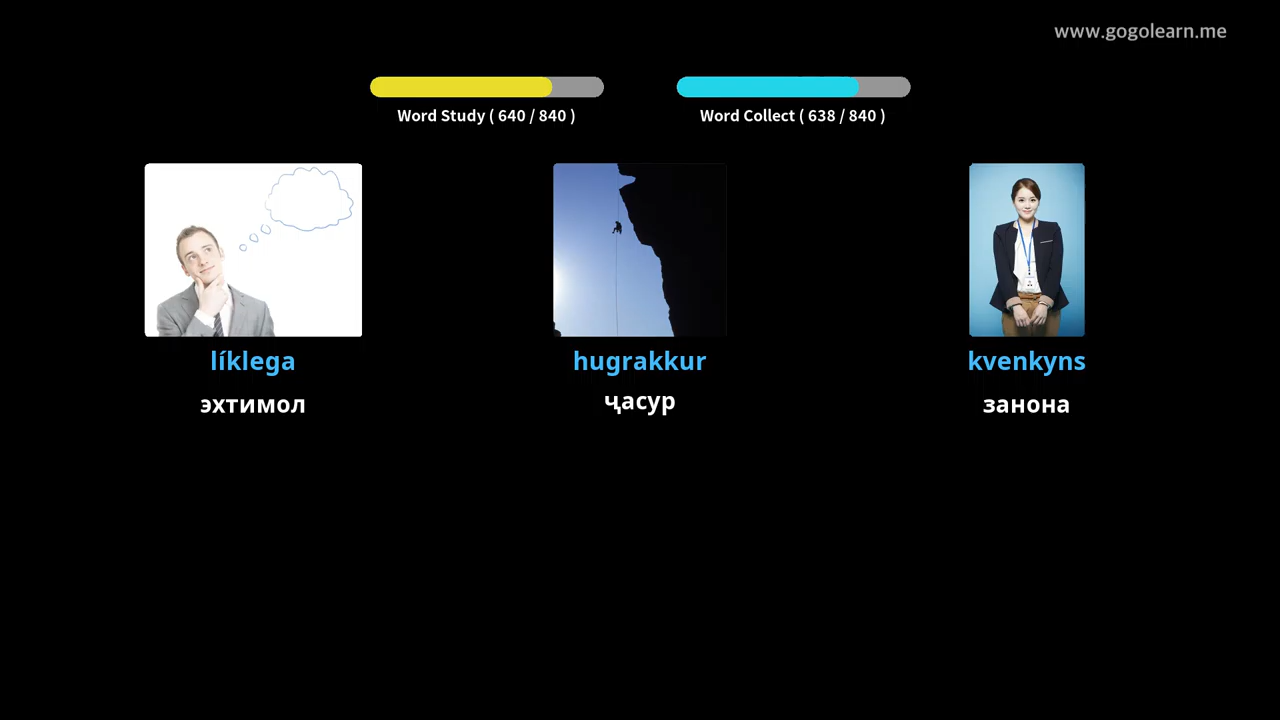 www.gogolearn.me
Word Study ( 640 / 840 )
Word Collect ( 638 / 840 )
líklega
hugrakkur
kvenkyns
эхтимол
ҷасур
занона